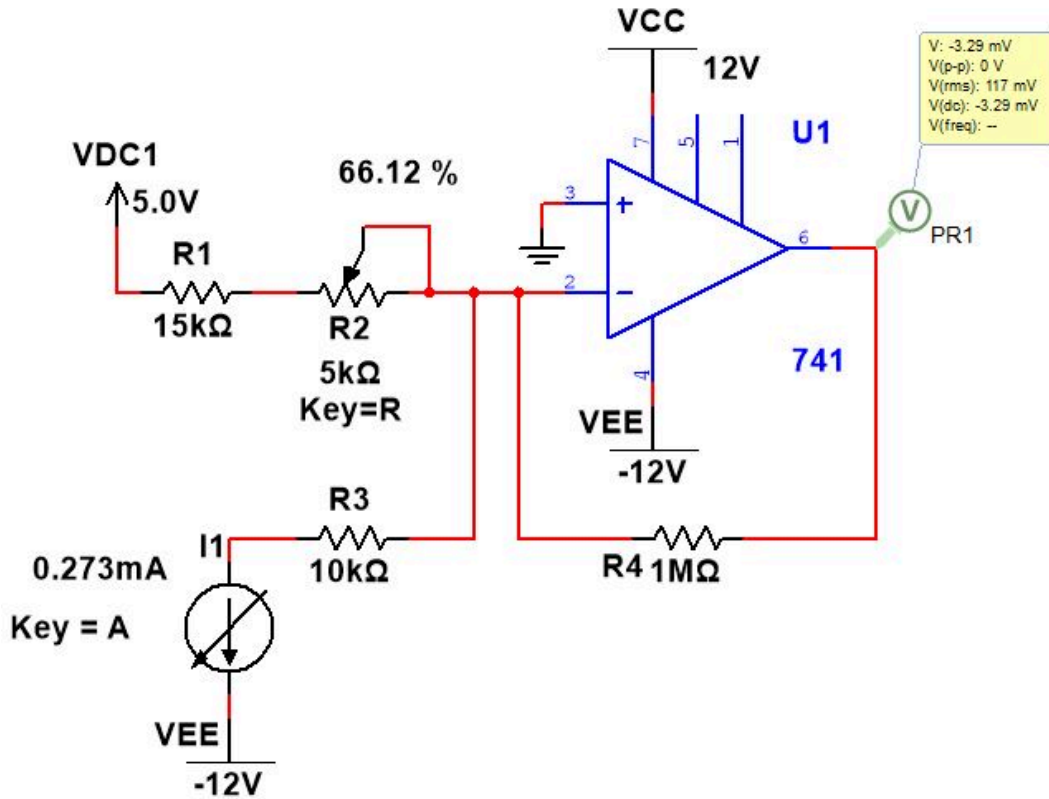 VCC
12V
V: -3.29 mV
V(p-p): 0 V
V(rms): 117 mV
V(dc): -3.29 mV
V(freq): --
VDC1
5.0V
66.12 %
7
5
1
U1
3
+
V
PR1
6
R1
15kΩ
R2
5kΩ
Key=R
2
−
4
741
VEE
-12V
R3
10kΩ
R4 1MΩ
I1
0.273mA
Key = A
VEE
-12V